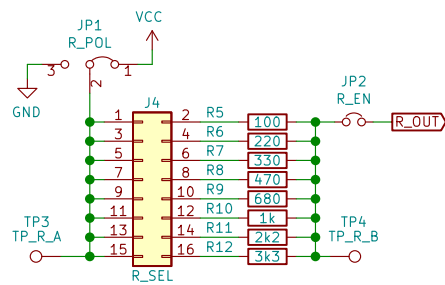 JP1
VCC
R_POL
3
1
2
GND
JP2
R_EN
R_OUT
J4
1 2 R5 100
3 4 R6 220
5 6 R7 330
7 8 R8 470
9 10 R9 680
11 12 R10 1k
13 14 R11 2k2
15 16 R12 3k3
TP3
TP_R_A
TP4
TP_R_B
R_SEL